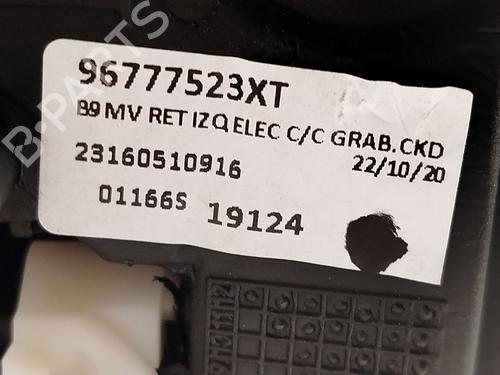 B-PARTS
96777523XT
B9 MV RET IZQ ELEC C/C GRAB.CKD
23160510916 22/10/20
01166S 19124